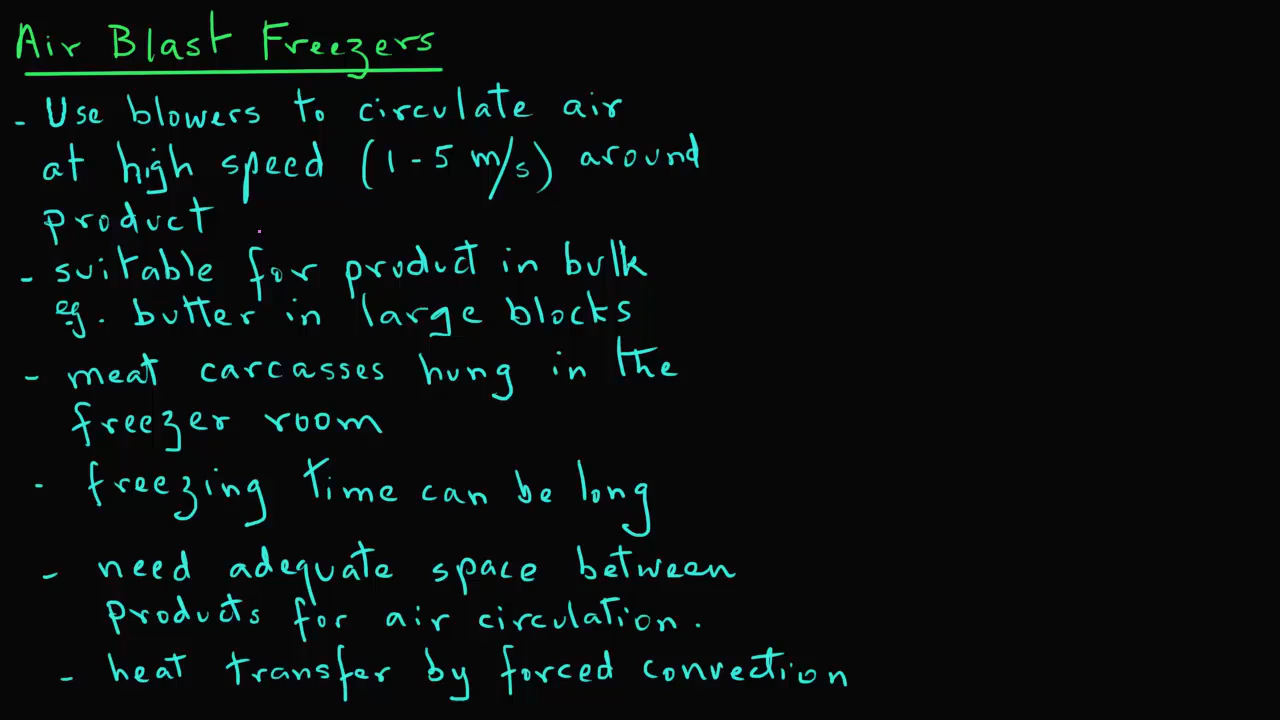 Air Blast Freezers
- Use blowers to circulate air
at high speed (1-5 m/s) around
product
- suitable for product in bulk
eg. butter in large blocks
- meat carcasses hung in the
freezer room
- freezing time can be long
- need adequate space between
products for air circulation.
- heat transfer by forced convection